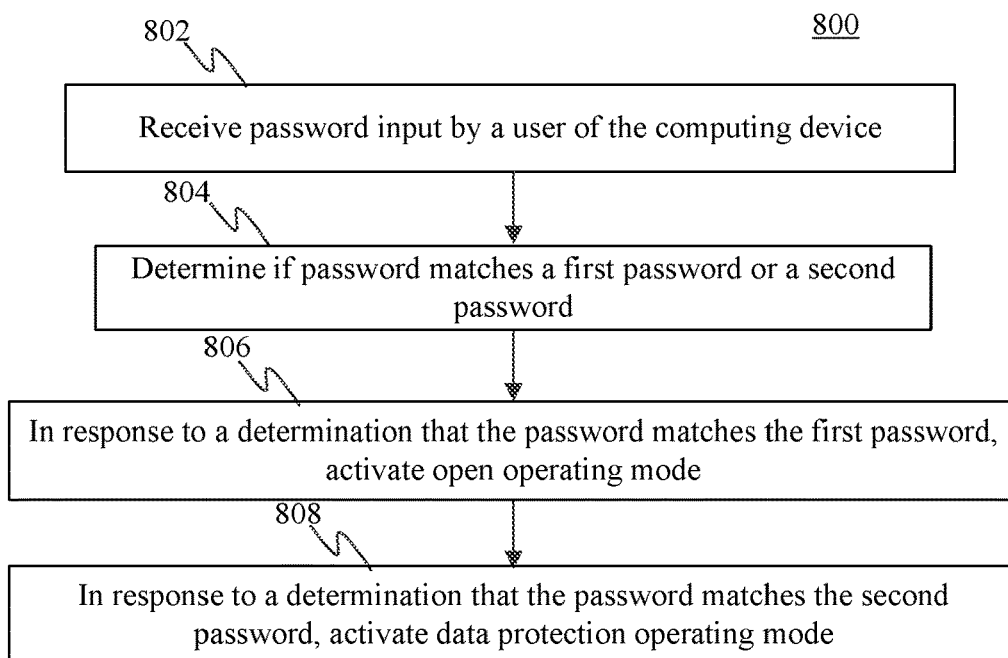 802
800
Receive password input by a user of the computing device
804
Determine if password matches a first password or a second
password
806
In response to a determination that the password matches the first password,
activate open operating mode
808
In response to a determination that the password matches the second
password, activate data protection operating mode